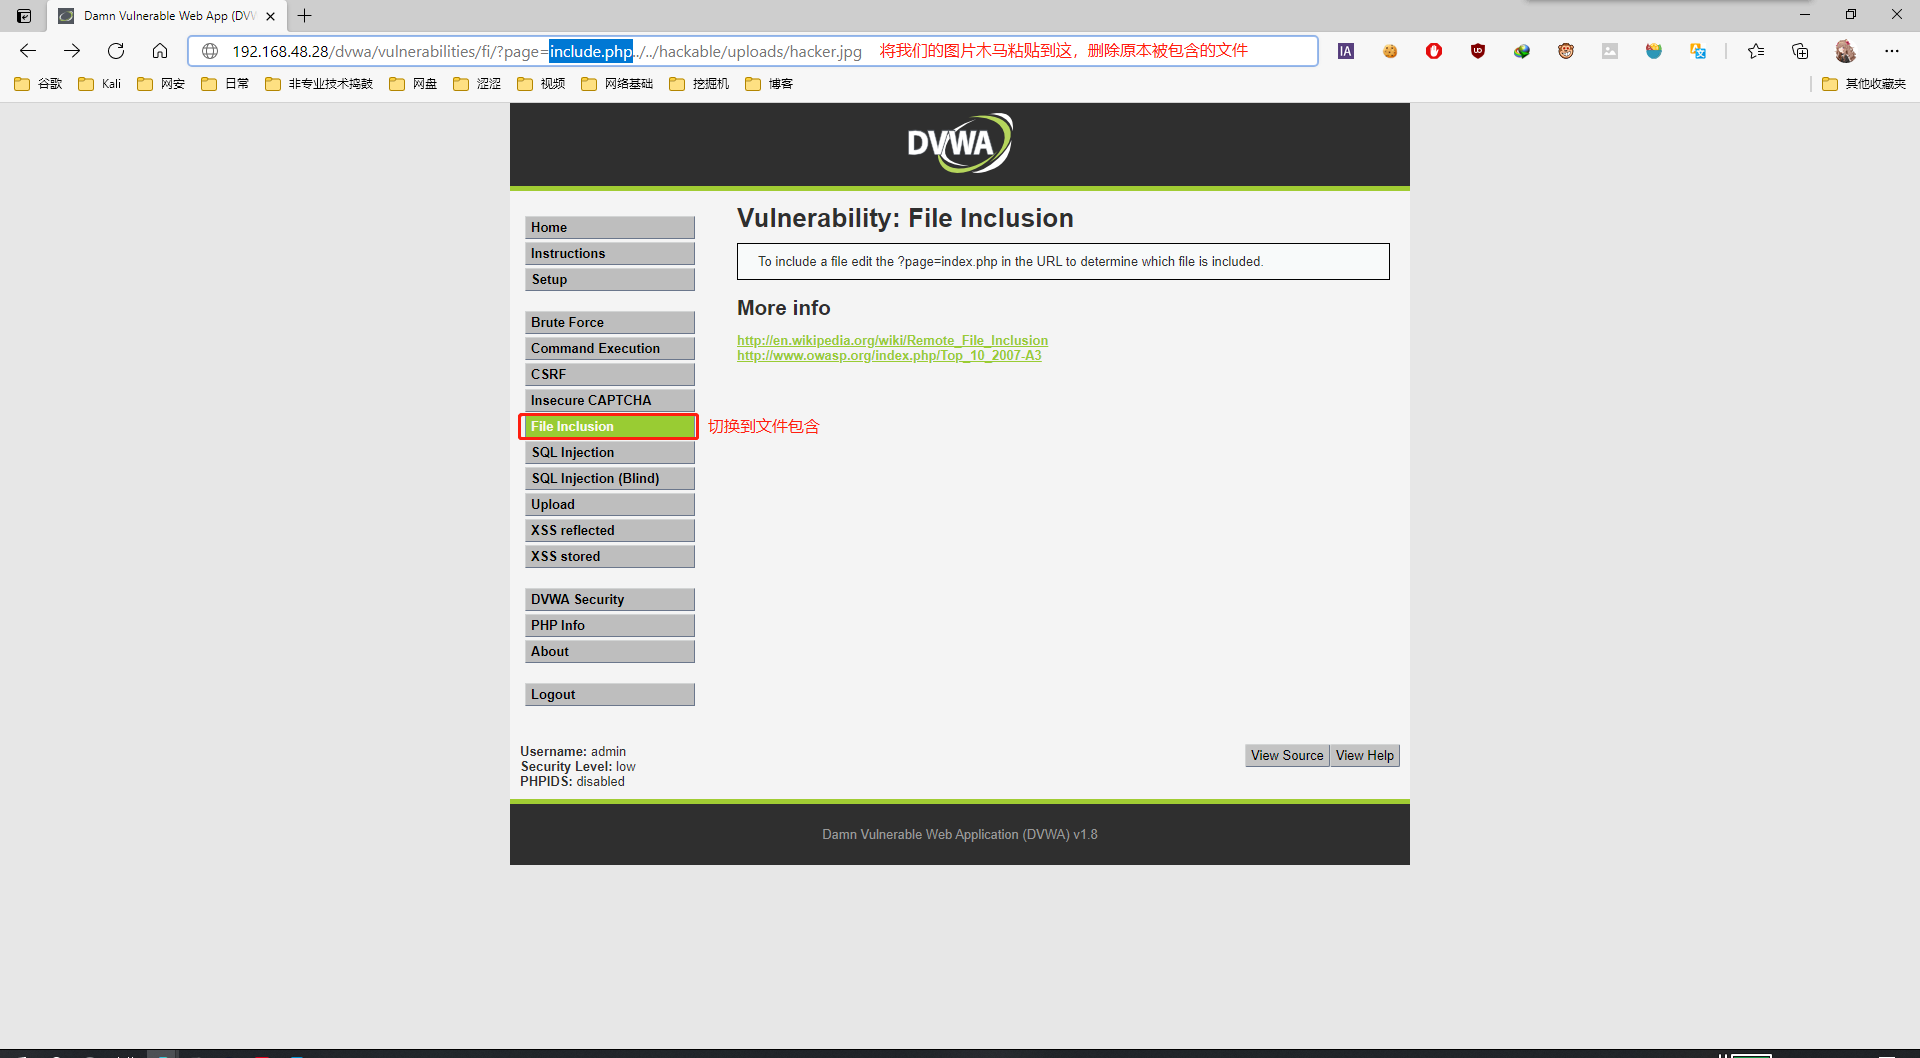 Damn Vulnerable Web App (DV
192.168.48.28/dvwa/vulnerabilities/fi/?page=include.php../../hackable/uploads/hacker.jpg 将我们的图片木马粘贴到这，删除原本被包含的文件
IA
谷歌 Kali 网安 日常 非专业技术捣鼓 网盘 涩涩 视频 网络基础 挖掘机 博客 其他收藏夹
DVWA
Vulnerability: File Inclusion
To include a file edit the ?page=index.php in the URL to determine which file is included.
More info
http://en.wikipedia.org/wiki/Remote_File_Inclusion
http://www.owasp.org/index.php/Top_10_2007-A3
Home
Instructions
Setup
Brute Force
Command Execution
CSRF
Insecure CAPTCHA
File Inclusion 切换到文件包含
SQL Injection
SQL Injection (Blind)
Upload
XSS reflected
XSS stored
DVWA Security
PHP Info
About
Logout
Username: admin
Security Level: low
PHPIDS: disabled
View Source View Help
Damn Vulnerable Web Application (DVWA) v1.8